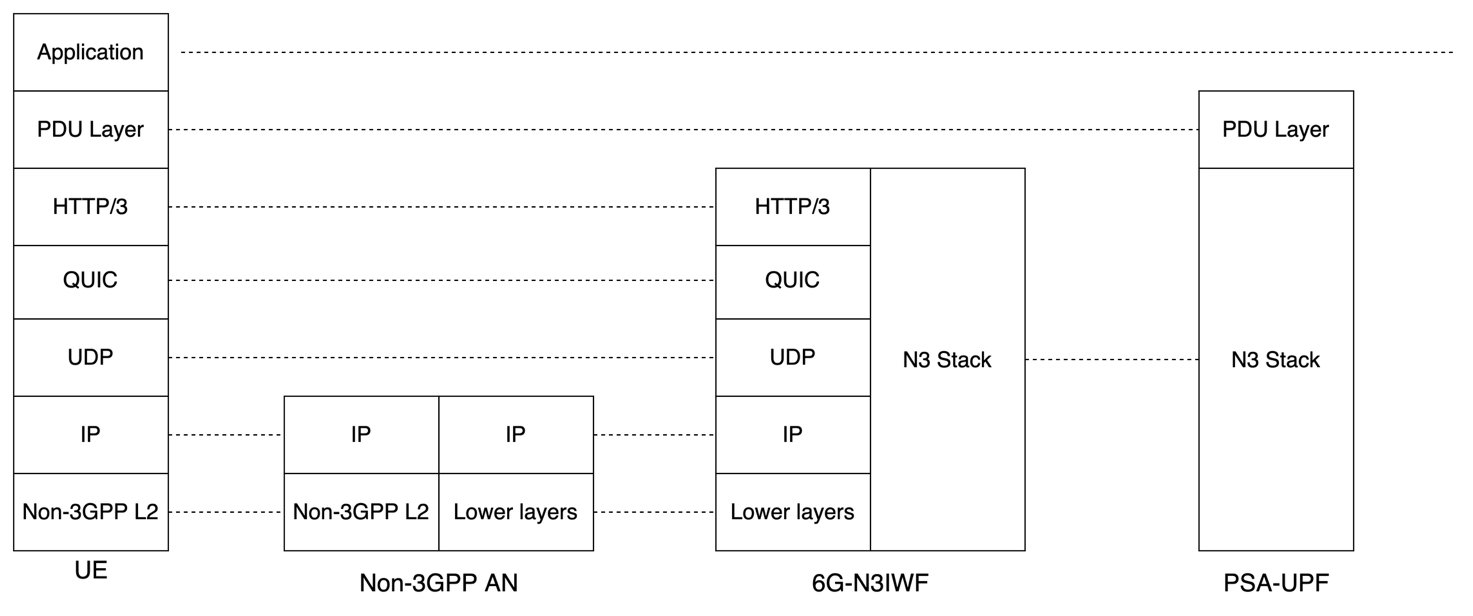 Application
PDU Layer
PDU Layer
HTTP/3
HTTP/3
QUIC
QUIC
UDP
UDP
N3 Stack
N3 Stack
IP
IP
IP
IP
Non-3GPP L2
Non-3GPP L2
Lower layers
Lower layers
UE
Non-3GPP AN
6G-N3IWF
PSA-UPF